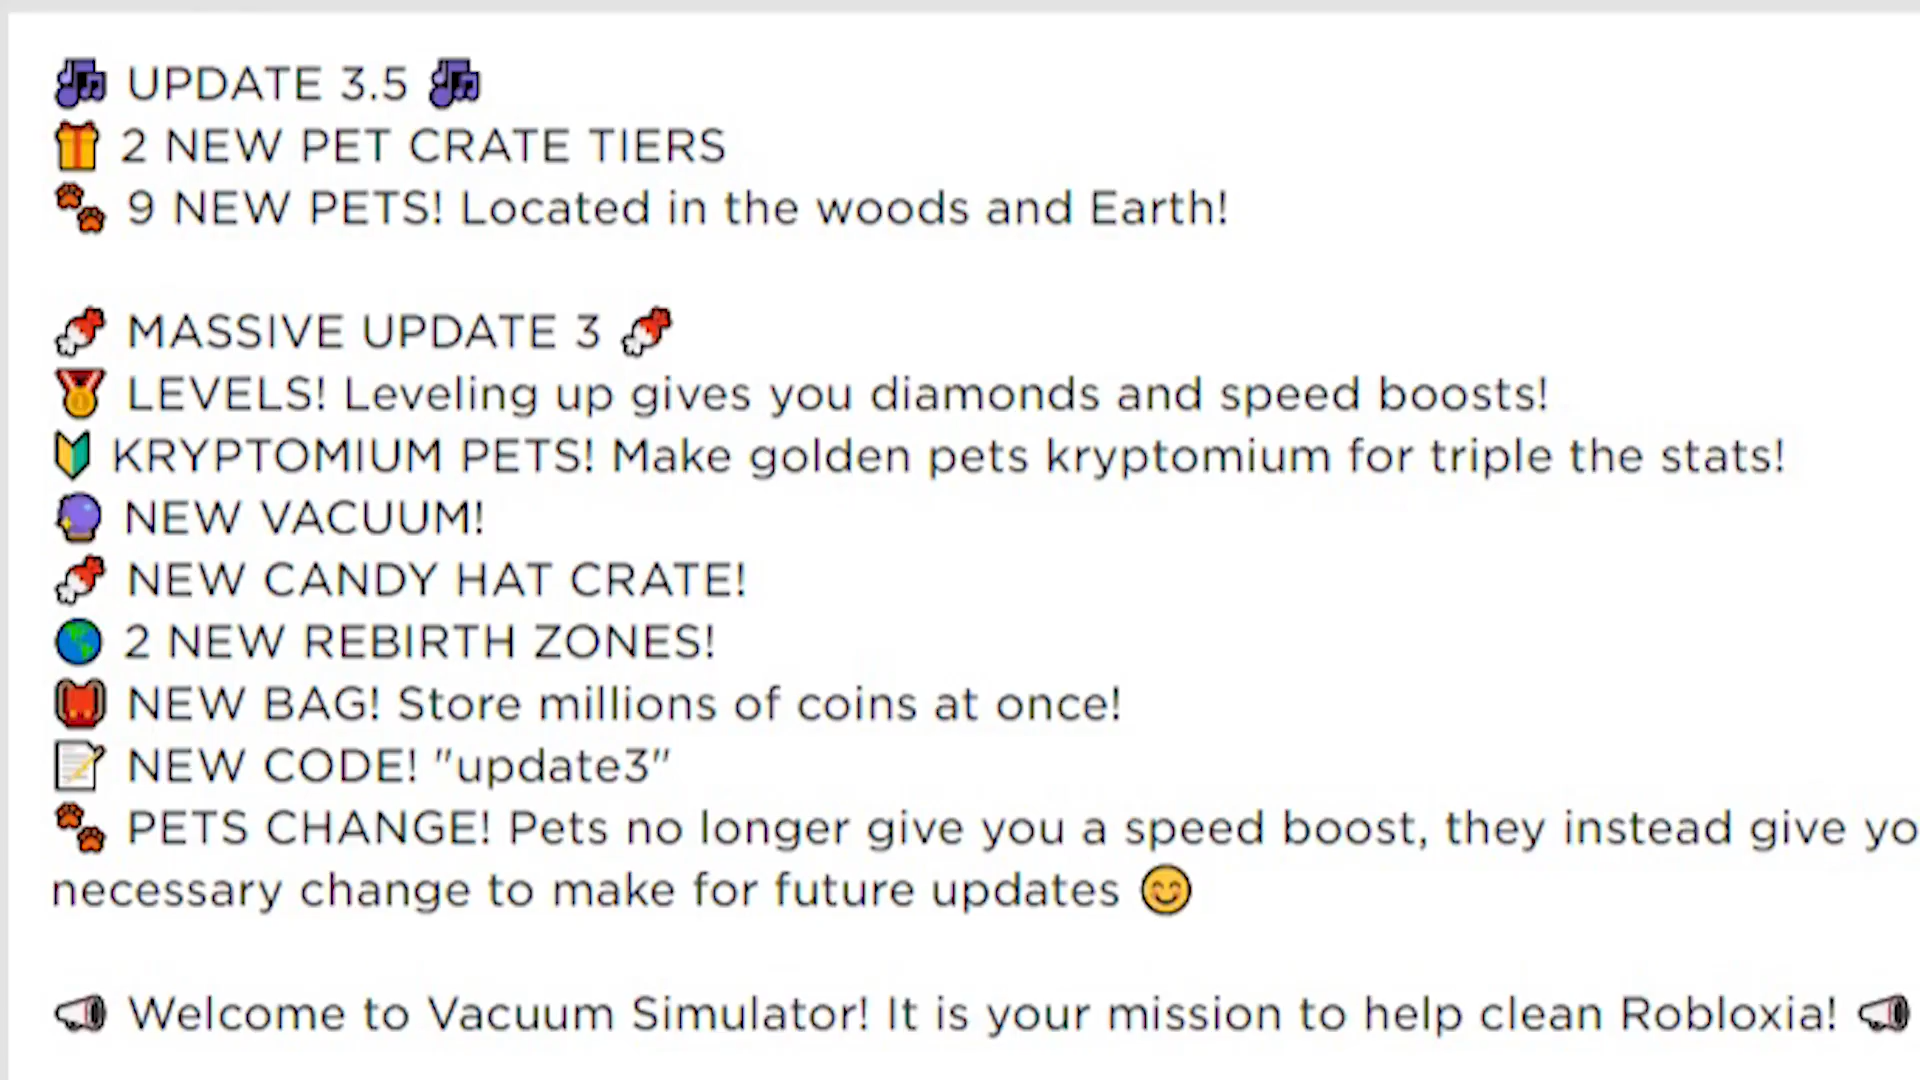 🎶 UPDATE 3.5 🎶
🎁 2 NEW PET CRATE TIERS
🐾 9 NEW PETS! Located in the woods and Earth!
🍖 MASSIVE UPDATE 3 🍖
🏅 LEVELS! Leveling up gives you diamonds and speed boosts!
🔰 KRYPTOMIUM PETS! Make golden pets kryptomium for triple the stats!
🔮 NEW VACUUM!
🍖 NEW CANDY HAT CRATE!
🌎 2 NEW REBIRTH ZONES!
🎒 NEW BAG! Store millions of coins at once!
📝 NEW CODE! "update3"
🐾 PETS CHANGE! Pets no longer give you a speed boost, they instead give yo
necessary change to make for future updates 😊
📢 Welcome to Vacuum Simulator! It is your mission to help clean Robloxia! 📢